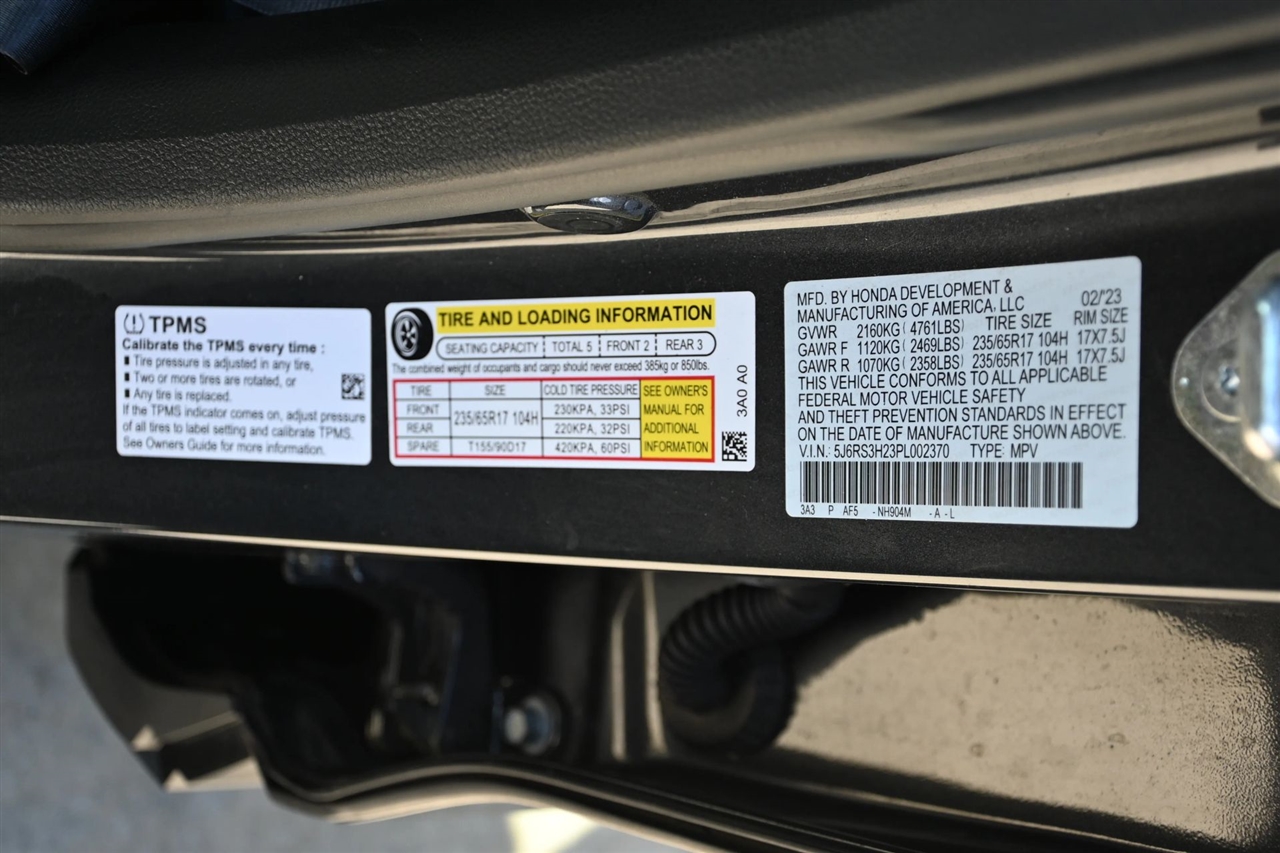 (!) TPMS
Calibrate the TPMS every time :
■ Tire pressure is adjusted in any tire,
■ Two or more tires are rotated, or
■ Any tire is replaced.
If the TPMS indicator comes on, adjust pressure
of all tires to label setting and calibrate TPMS.
See Owners Guide for more information.
TIRE AND LOADING INFORMATION
SEATING CAPACITY TOTAL 5 FRONT 2 REAR 3
The combined weight of occupants and cargo should never exceed 385kg or 850lbs.
TIRE SIZE COLD TIRE PRESSURE
FRONT 235/65R17 104H 230KPA, 33PSI
REAR 220KPA, 32PSI
SPARE T155/90D17 420KPA, 60PSI
SEE OWNER'S
MANUAL FOR
ADDITIONAL
INFORMATION
3A0 A0
MFD. BY HONDA DEVELOPMENT &
MANUFACTURING OF AMERICA, LLC 02/'23
GVWR 2160KG ( 4761LBS) TIRE SIZE RIM SIZE
GAWR F 1120KG ( 2469LBS) 235/65R17 104H 17X7.5J
GAWR R 1070KG ( 2358LBS) 235/65R17 104H 17X7.5J
THIS VEHICLE CONFORMS TO ALL APPLICABLE
FEDERAL MOTOR VEHICLE SAFETY
AND THEFT PREVENTION STANDARDS IN EFFECT
ON THE DATE OF MANUFACTURE SHOWN ABOVE.
V.I.N.: 5J6RS3H23PL002370 TYPE: MPV
3A3 P AF5 - NH904M - A - L